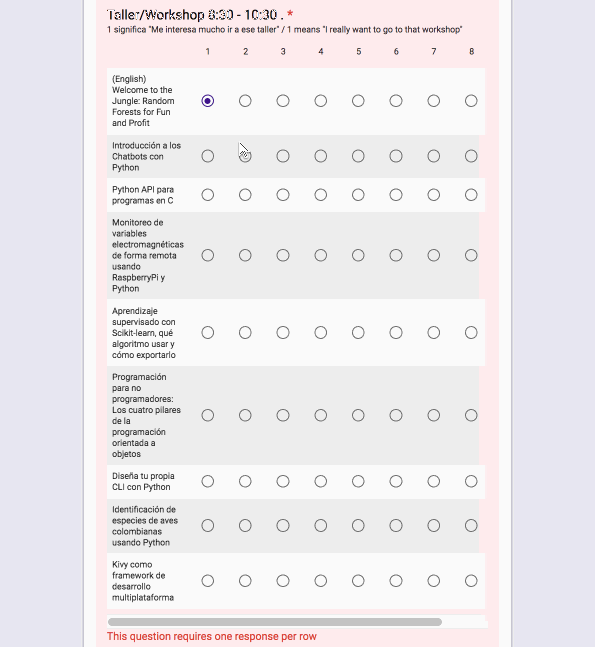 Taller/Workshop 8:30 - 10:30 . *
1 significa "Me interesa mucho ir a ese taller" / 1 means "I really want to go to that workshop"
1 2 3 4 5 6 7 8
(English)
Welcome to the
Jungle: Random
Forests for Fun
and Profit
Introducción a los
Chatbots con
Python
Python API para
programas en C
Monitoreo de
variables
electromagnéticas
de forma remota
usando
RaspberryPi y
Python
Aprendizaje
supervisado con
Scikit-learn, qué
algoritmo usar y
cómo exportarlo
Programación
para no
programadores:
Los cuatro pilares
de la
programación
orientada a
objetos
Diseña tu propia
CLI con Python
Identificación de
especies de aves
colombianas
usando Python
Kivy como
framework de
desarrollo
multiplataforma
This question requires one response per row